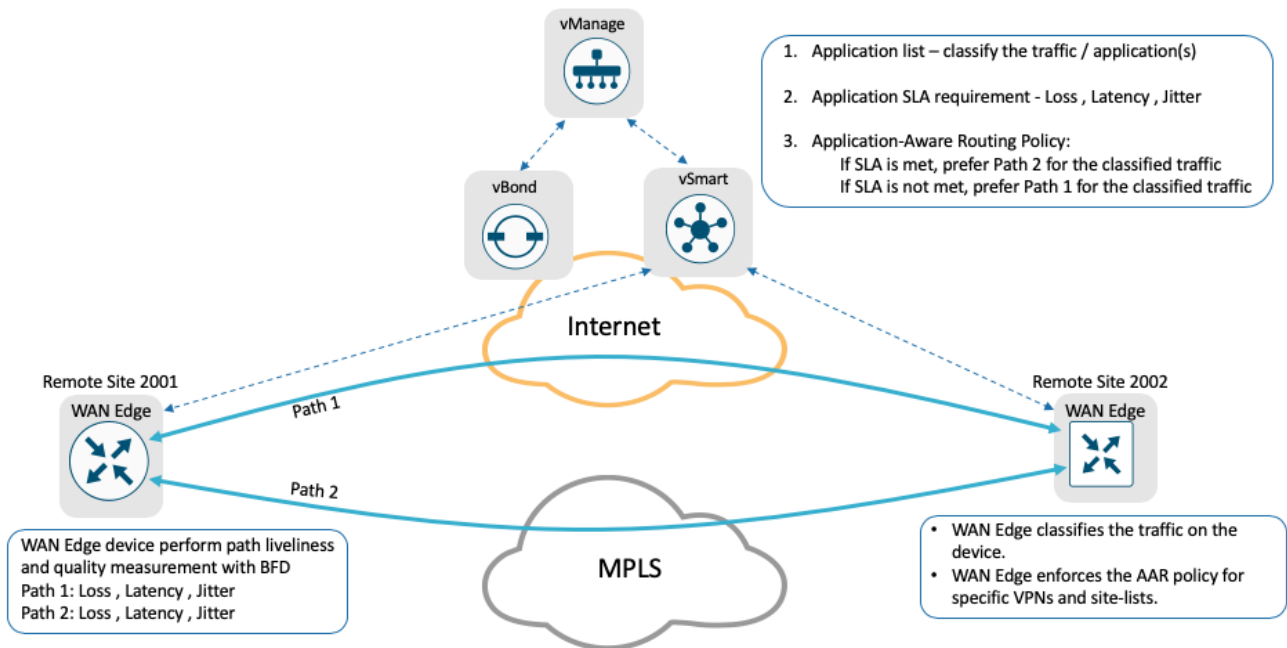 vManage
1. Application list – classify the traffic / application(s)
2. Application SLA requirement - Loss , Latency , Jitter
3. Application-Aware Routing Policy:
If SLA is met, prefer Path 2 for the classified traffic
If SLA is not met, prefer Path 1 for the classified traffic
vBond
vSmart
Internet
Remote Site 2001
WAN Edge
Path 1
Remote Site 2002
WAN Edge
Path 2
MPLS
WAN Edge device perform path liveliness
and quality measurement with BFD
Path 1: Loss , Latency , Jitter
Path 2: Loss , Latency , Jitter
• WAN Edge classifies the traffic on the
device.
• WAN Edge enforces the AAR policy for
specific VPNs and site-lists.